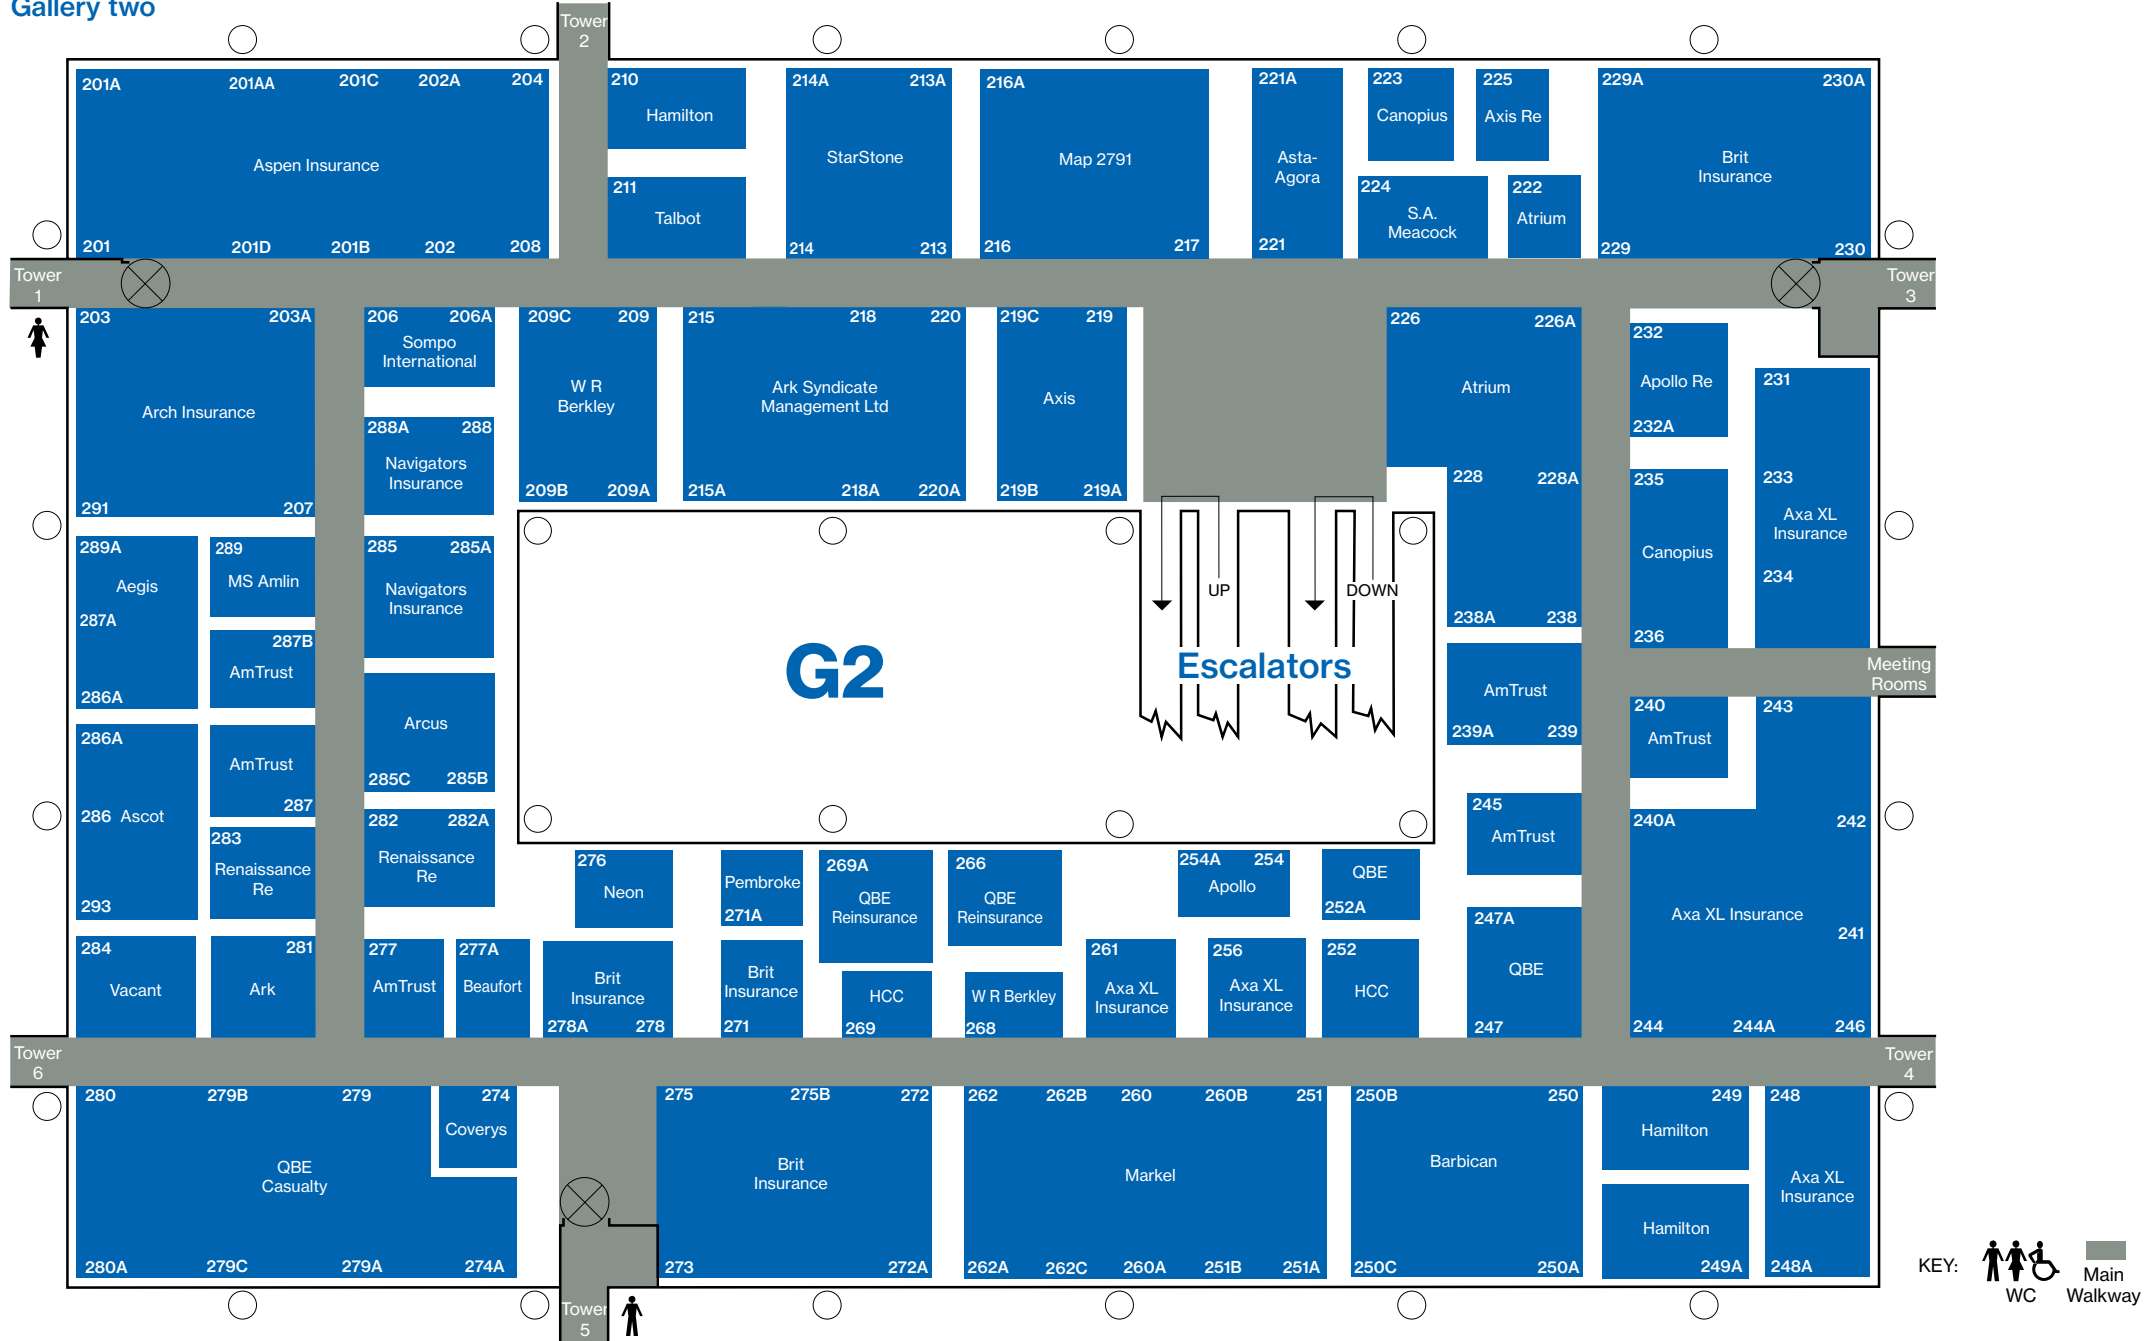 Gallery two
Tower
2
201A 201AA 201C 202A 204
Aspen Insurance
201 201D 201B 202 208
210
Hamilton
211
Talbot
214A 213A
StarStone
214 213
216A
Map 2791
216 217
221A
Asta-
Agora
221
223
Canopius
225
Axis Re
224
S.A.
Meacock
222
Atrium
229A 230A
Brit
Insurance
229 230
Tower
1
Tower
3
203 203A
Arch Insurance
291 207
206 206A
Sompo
International
288A 288
Navigators
Insurance
209C 209
W R
Berkley
209B 209A
215 218 220
Ark Syndicate
Management Ltd
215A 218A 220A
219C 219
Axis
219B 219A
226 226A
Atrium
228 228A
238A 238
232
Apollo Re
232A
231
233
Axa XL
Insurance
234
235
Canopius
236
289A
Aegis
287A
286A
289
MS Amlin
287B
AmTrust
285 285A
Navigators
Insurance
UP
DOWN
G2
Escalators
AmTrust
239A 239
Meeting
Rooms
240
AmTrust
243
286A
286 Ascot
293
AmTrust
287
Arcus
285C 285B
283
Renaissance
Re
282 282A
Renaissance
Re
245
AmTrust
240A 242
Axa XL Insurance
241
244 244A 246
276
Neon
Pembroke
271A
269A
QBE
Reinsurance
266
QBE
Reinsurance
254A 254
Apollo
QBE
252A
247A
QBE
247
284
Vacant
281
Ark
277
AmTrust
277A
Beaufort
Brit
Insurance
278A 278
Brit
Insurance
271
HCC
269
W R Berkley
268
261
Axa XL
Insurance
256
Axa XL
Insurance
252
HCC
Tower
6
Tower
4
280 279B 279
QBE
Casualty
280A 279C 279A 274A
274
Coverys
275 275B 272
Brit
Insurance
273 272A
262 262B 260 260B 251
Markel
262A 262C 260A 251B 251A
250B 250
Barbican
250C 250A
249
Hamilton
Hamilton
249A
248
Axa XL
Insurance
248A
Tower
5
KEY:
WC
Main
Walkway